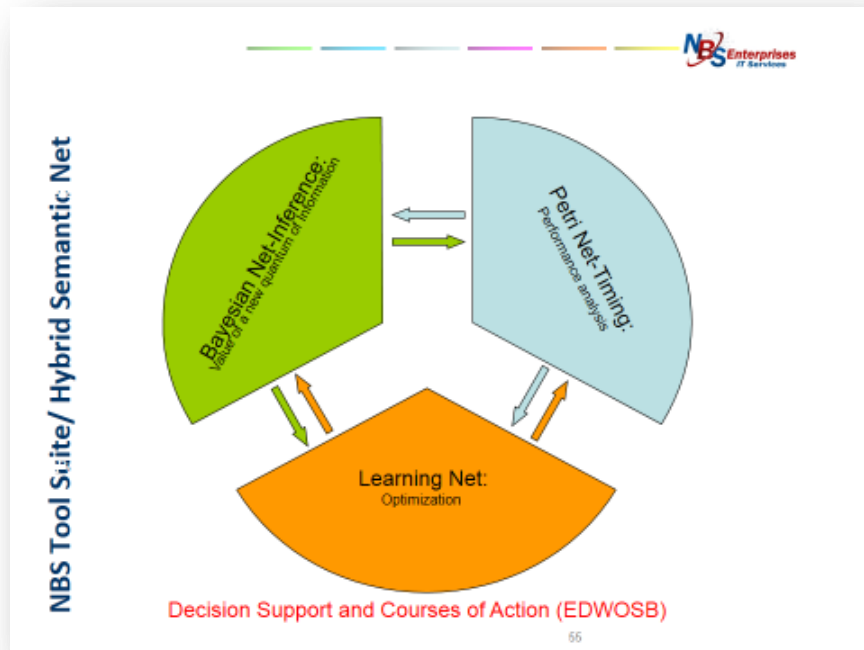 NBS Enterprises
IT Services
NBS Tool Suite/ Hybrid Semantic Net
Bayesian Net-Inference:
Value of a new quantum of Information
Petri Net-Timing:
Performance analysis
Learning Net:
Optimization
Decision Support and Courses of Action (EDWOSB)
55